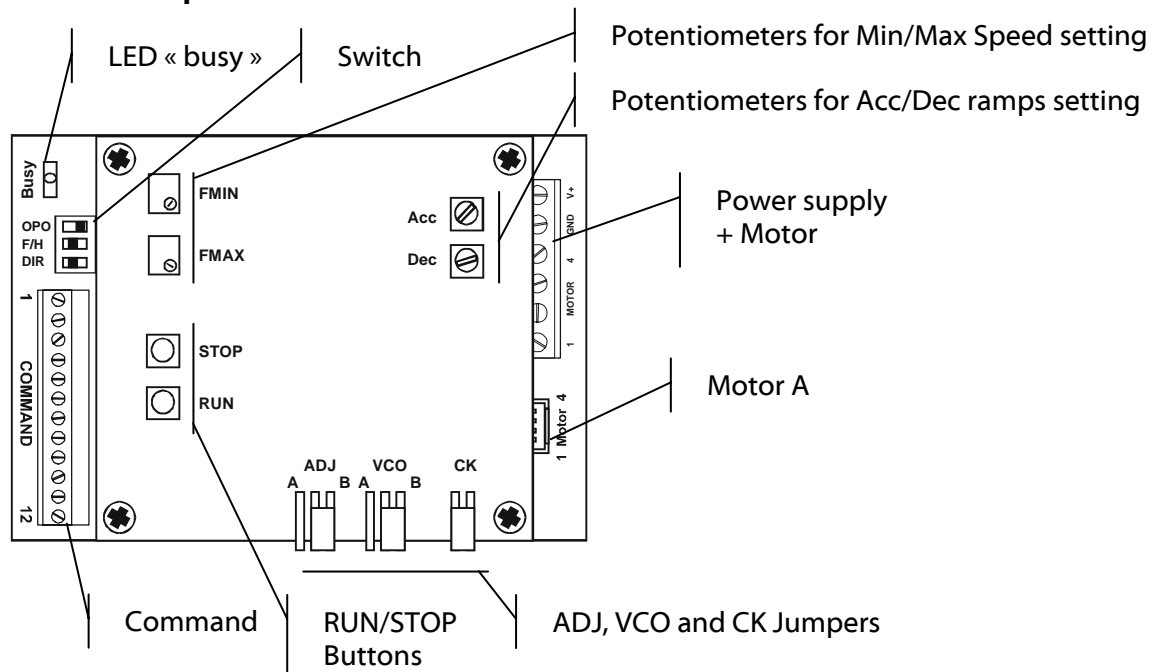 LED « busy »
Switch
Potentiometers for Min/Max Speed setting
Potentiometers for Acc/Dec ramps setting
Busy
OPO
F/H
DIR
FMIN
FMAX
Acc
Dec
V+
GND
4
MOTOR
1
Power supply
+ Motor
1
COMMAND
12
STOP
RUN
1 Motor 4
Motor A
ADJ
A B
VCO
A B
CK
Command
RUN/STOP
Buttons
ADJ, VCO and CK Jumpers